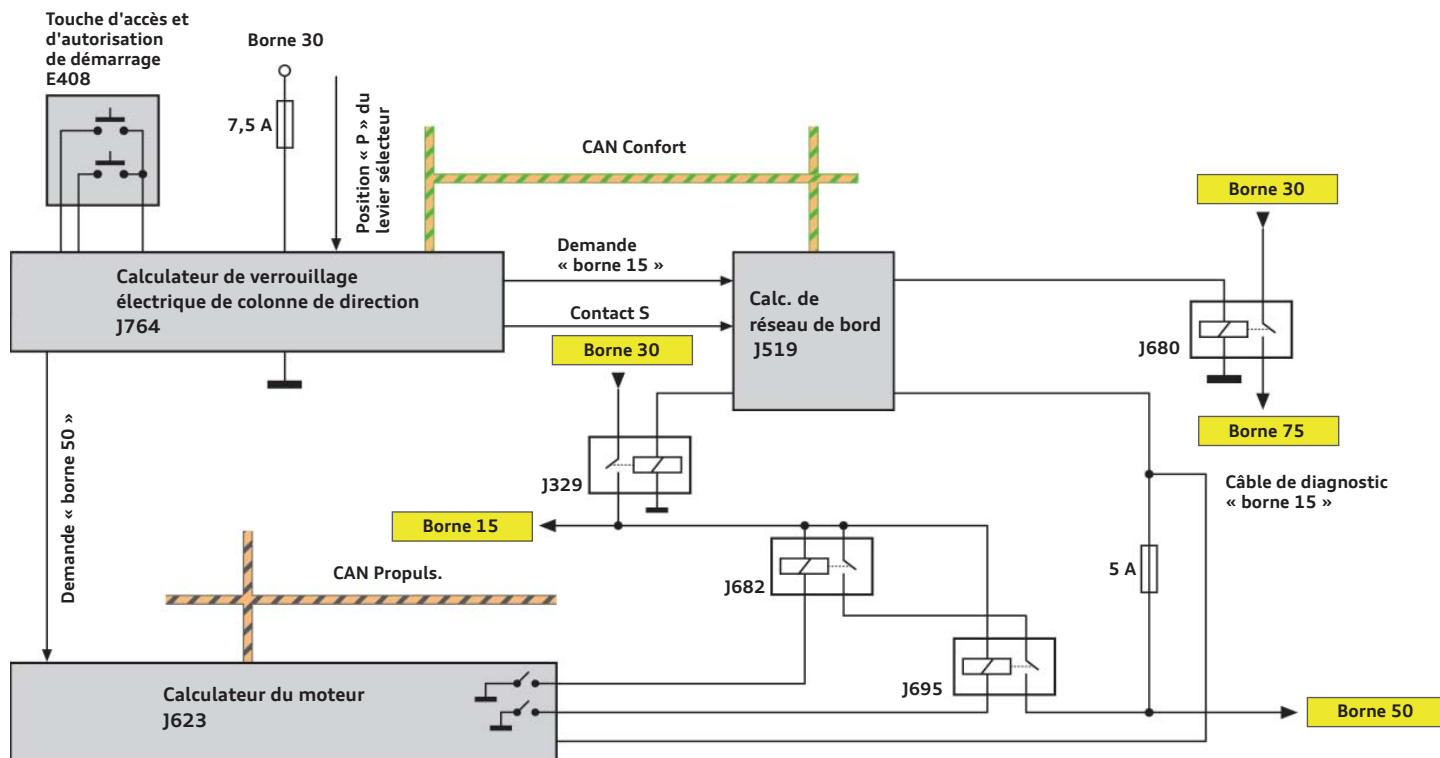 Touche d'accès et
d'autorisation
de démarrage
E408
Borne 30
7,5 A
Position « P » du
levier sélecteur
CAN Confort
Borne 30
Calculateur de verrouillage
électrique de colonne de direction
J764
Demande
« borne 15 »
Contact S
Calc. de
réseau de bord
J519
Borne 30
J680
Borne 75
J329
Câble de diagnostic
« borne 15 »
Demande « borne 50 »
Borne 15
CAN Propuls.
J682
5 A
J695
Calculateur du moteur
J623
Borne 50